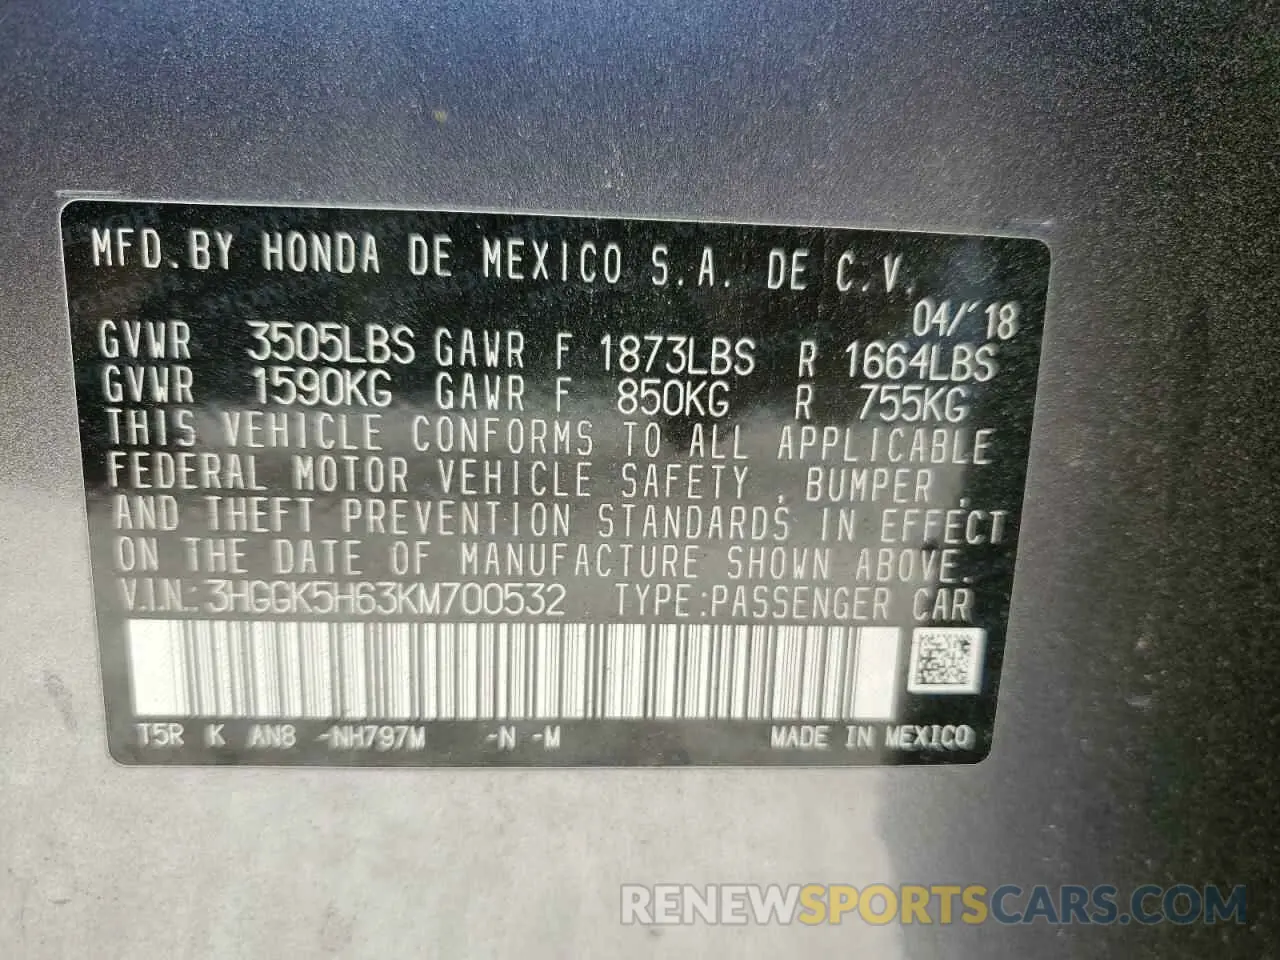 MFD.BY HONDA DE MEXICO S.A. DE C.V.
04/'18
GVWR 3505LBS GAWR F 1873LBS R 1664LBS
GVWR 1590KG GAWR F 850KG R 755KG
THIS VEHICLE CONFORMS TO ALL APPLICABLE
FEDERAL MOTOR VEHICLE SAFETY , BUMPER ,
AND THEFT PREVENTION STANDARDS IN EFFECT
ON THE DATE OF MANUFACTURE SHOWN ABOVE.
V.I.N.: 3HGGK5H63KM700532 TYPE:PASSENGER CAR
T5R K AN8 -NH797M -N -M MADE IN MEXICO
RENEWSPORTSCARS.COM